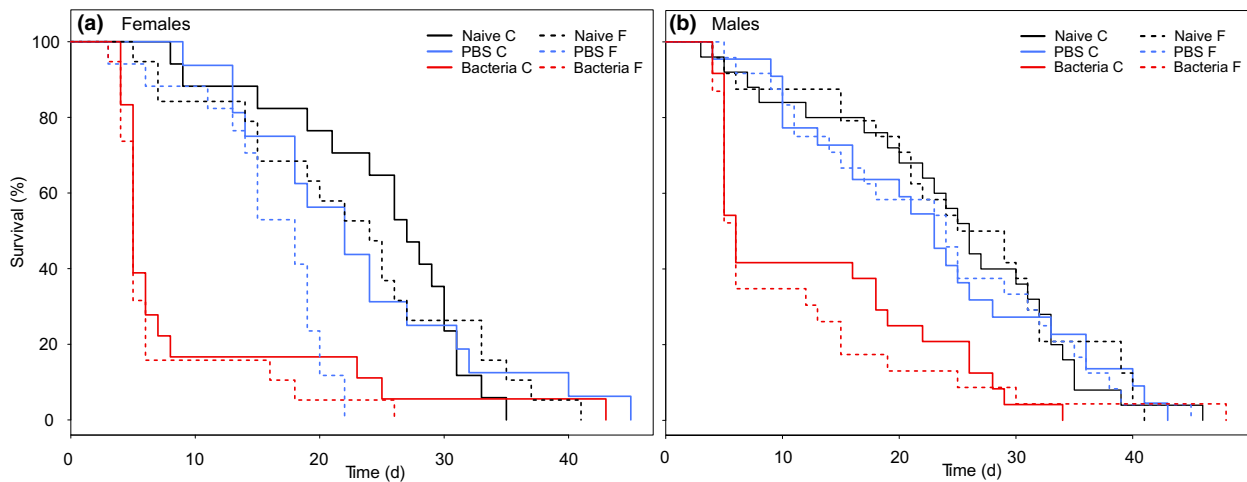 (a) Females
Naive C
Naive F
PBS C
PBS F
Bacteria C
Bacteria F
100
80
60
40
20
0
Survival (%)
0 10 20 30 40
Time (d)
(b) Males
Naive C
Naive F
PBS C
PBS F
Bacteria C
Bacteria F
0 10 20 30 40
Time (d)